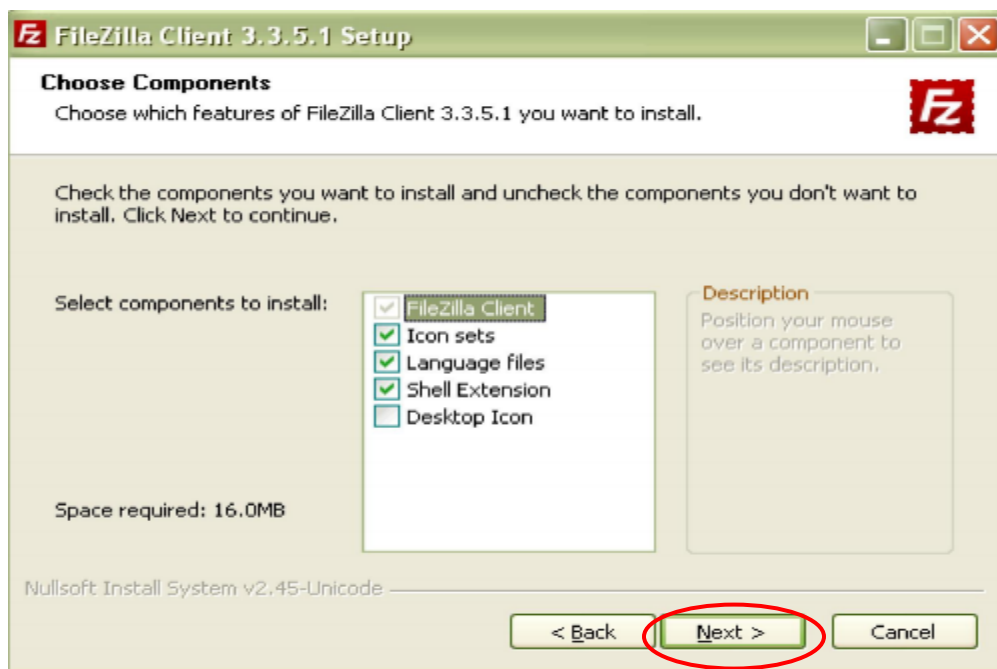 FileZilla Client 3.3.5.1 Setup
Choose Components
Choose which features of FileZilla Client 3.3.5.1 you want to install.
Fz
Check the components you want to install and uncheck the components you don't want to
install. Click Next to continue.
Select components to install:
FileZilla Client
Icon sets
Language files
Shell Extension
Desktop Icon
Description
Position your mouse
over a component to
see its description.
Space required: 16.0MB
Nullsoft Install System v2.45-Unicode
< Back
Next >
Cancel